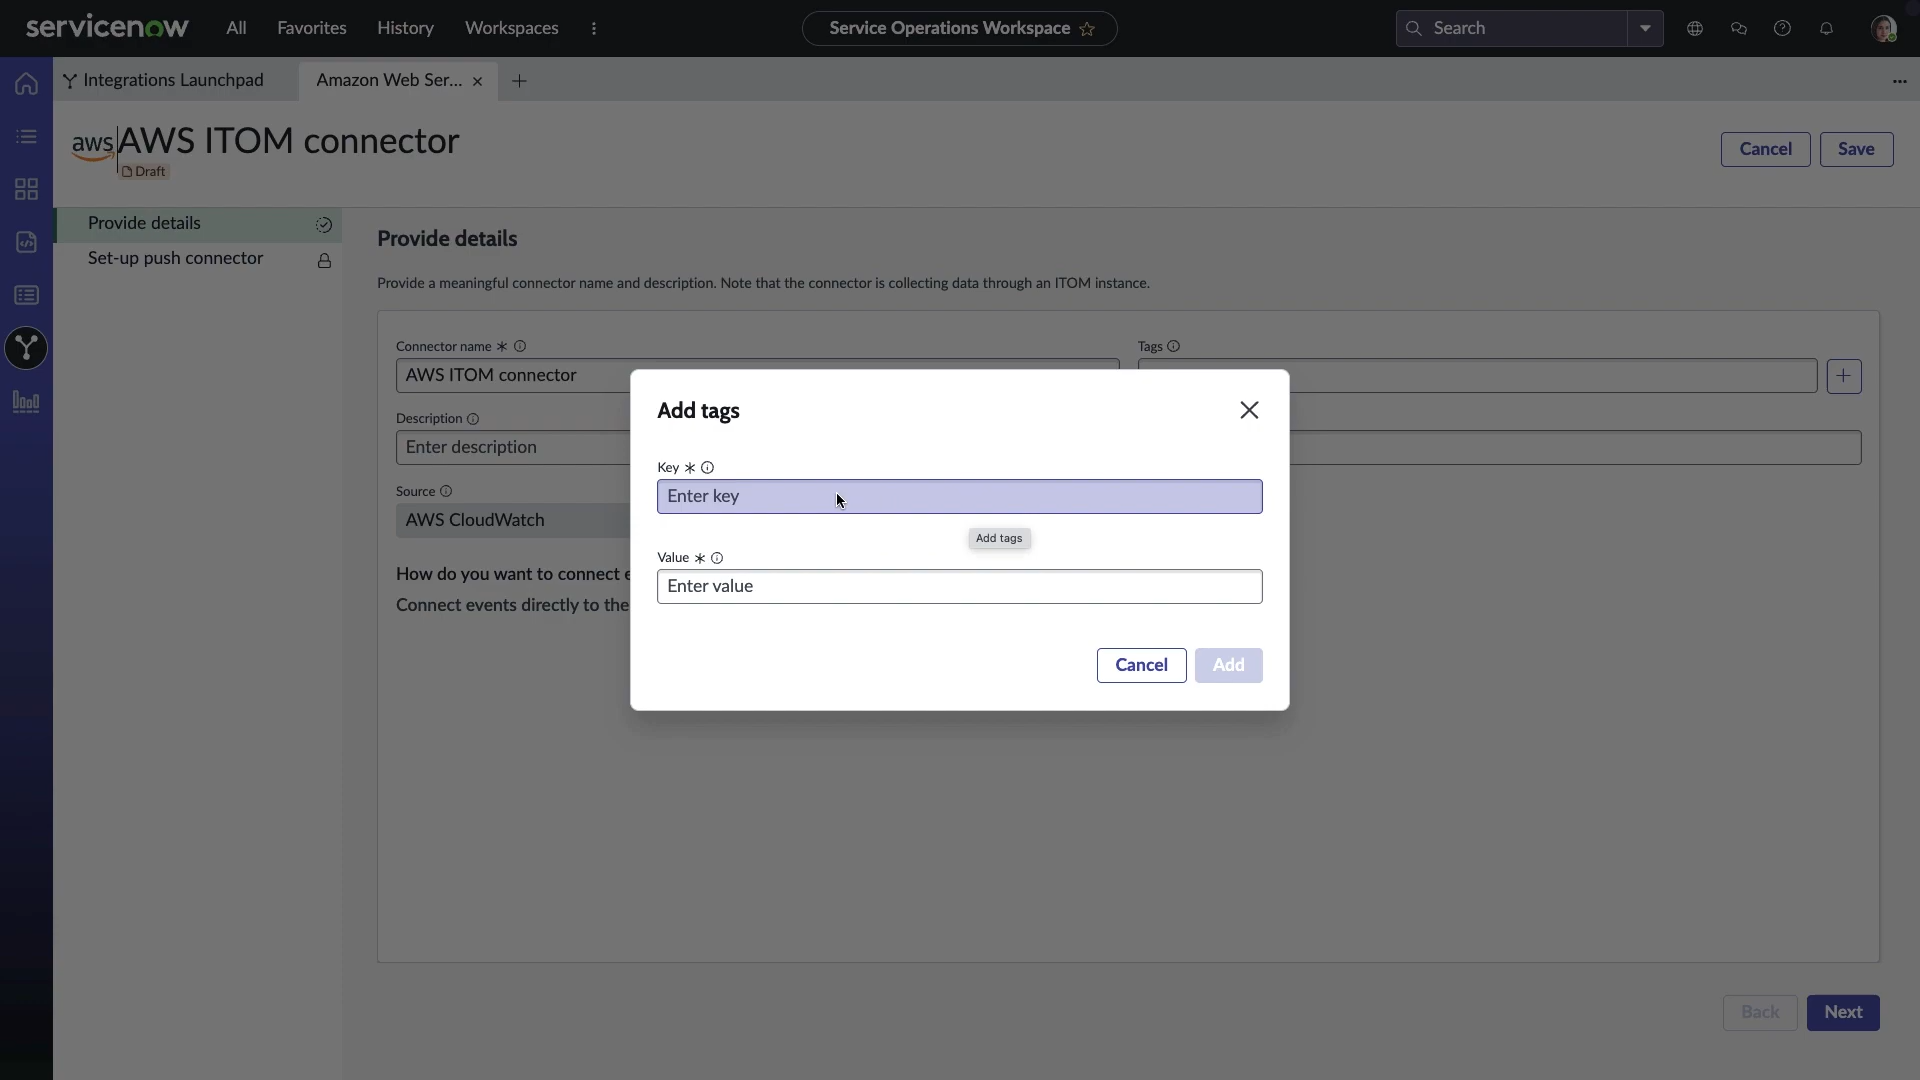 servicenow All Favorites History Workspaces Service Operations Workspace Search
Integrations Launchpad Amazon Web Ser...
aws AWS ITOM connector
Draft
Cancel Save
Provide details
Set-up push connector
Provide details
Provide a meaningful connector name and description. Note that the connector is collecting data through an ITOM instance.
Connector name * Tags
AWS ITOM connector
Description
Enter description
Source
AWS CloudWatch
How do you want to connect e
Connect events directly to the
Add tags
Key *
Enter key
Add tags
Value *
Enter value
Cancel Add
Back Next